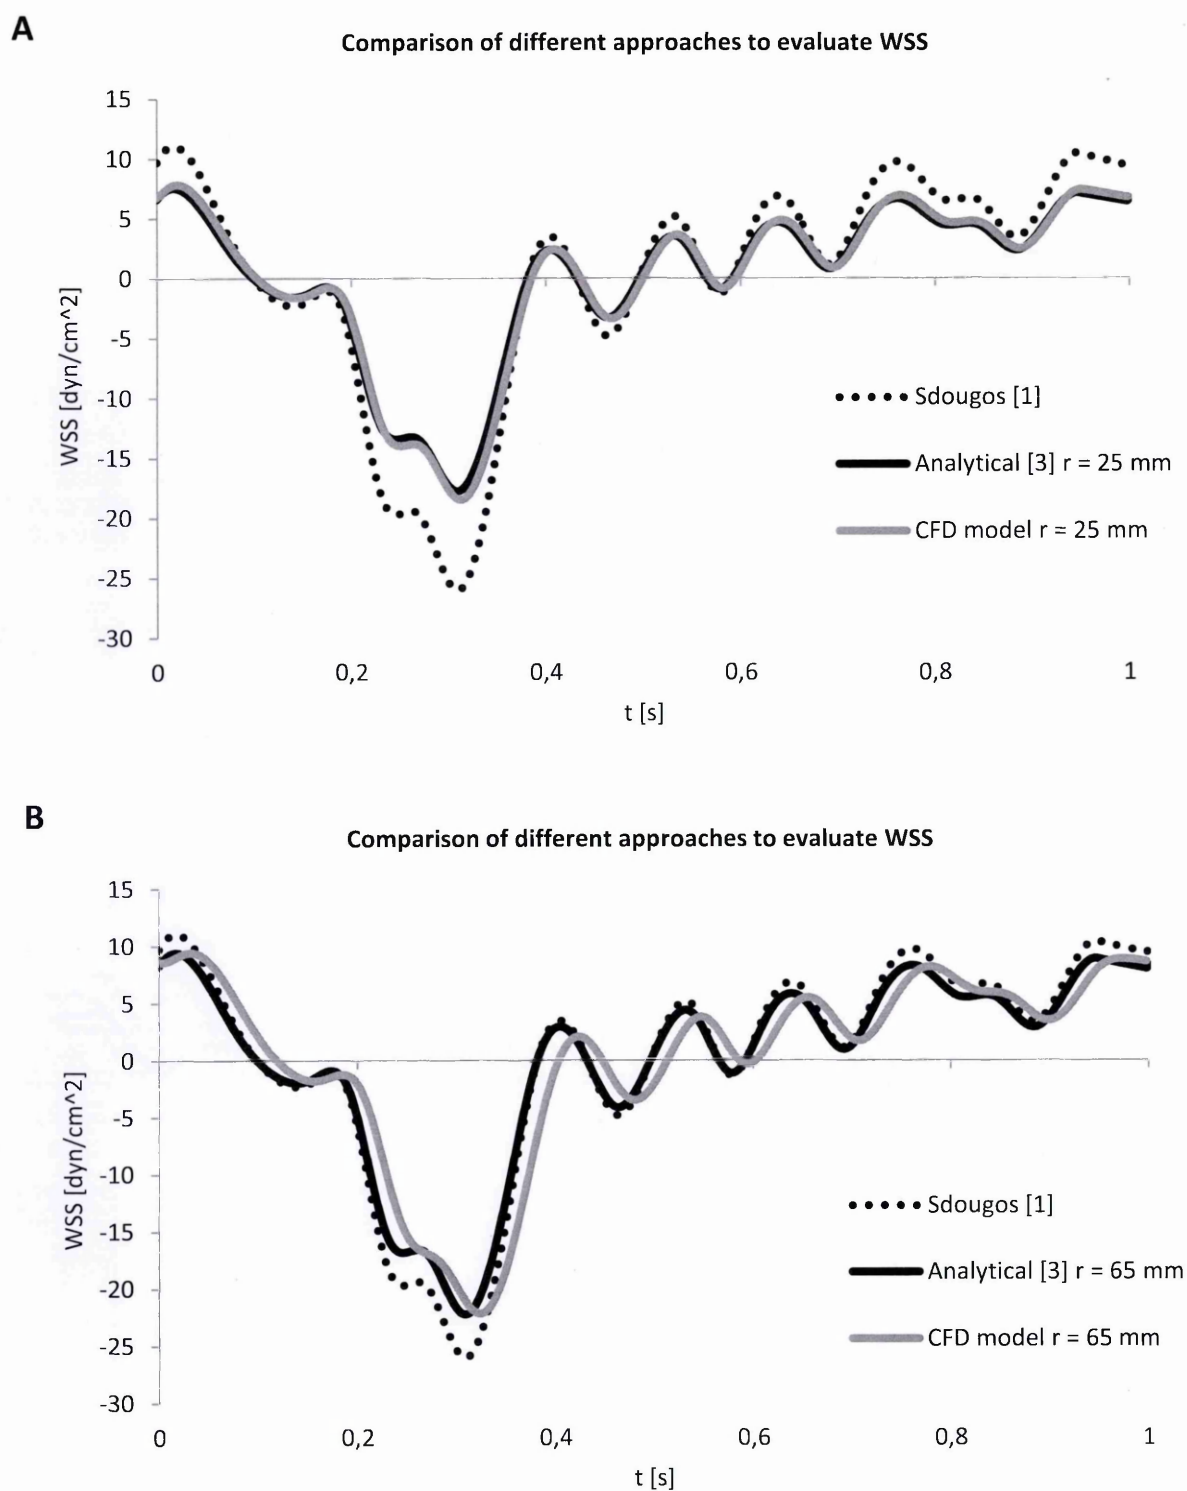 A
Comparison of different approaches to evaluate WSS
15
10
5
0
-5
-10
-15
-20
-25
-30
WSS [dyn/cm^2]
0 0,2 0,4 0,6 0,8 1
t [s]
Sdougos [1]
Analytical [3] r = 25 mm
CFD model r = 25 mm
B
Comparison of different approaches to evaluate WSS
15
10
5
0
-5
-10
-15
-20
-25
-30
WSS [dyn/cm^2]
0 0,2 0,4 0,6 0,8 1
t [s]
Sdougos [1]
Analytical [3] r = 65 mm
CFD model r = 65 mm